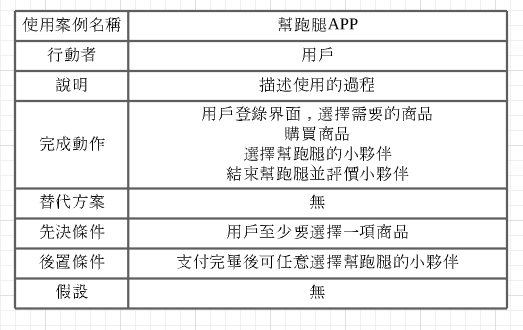 使用案例名稱 幫跑腿APP
行動者 用戶
說明 描述使用的過程
完成動作 用戶登錄界面，選擇需要的商品
購買商品
選擇幫跑腿的小夥伴
結束幫跑腿並評價小夥伴
替代方案 無
先決條件 用戶至少要選擇一項商品
後置條件 支付完畢後可任意選擇幫跑腿的小夥伴
假設 無